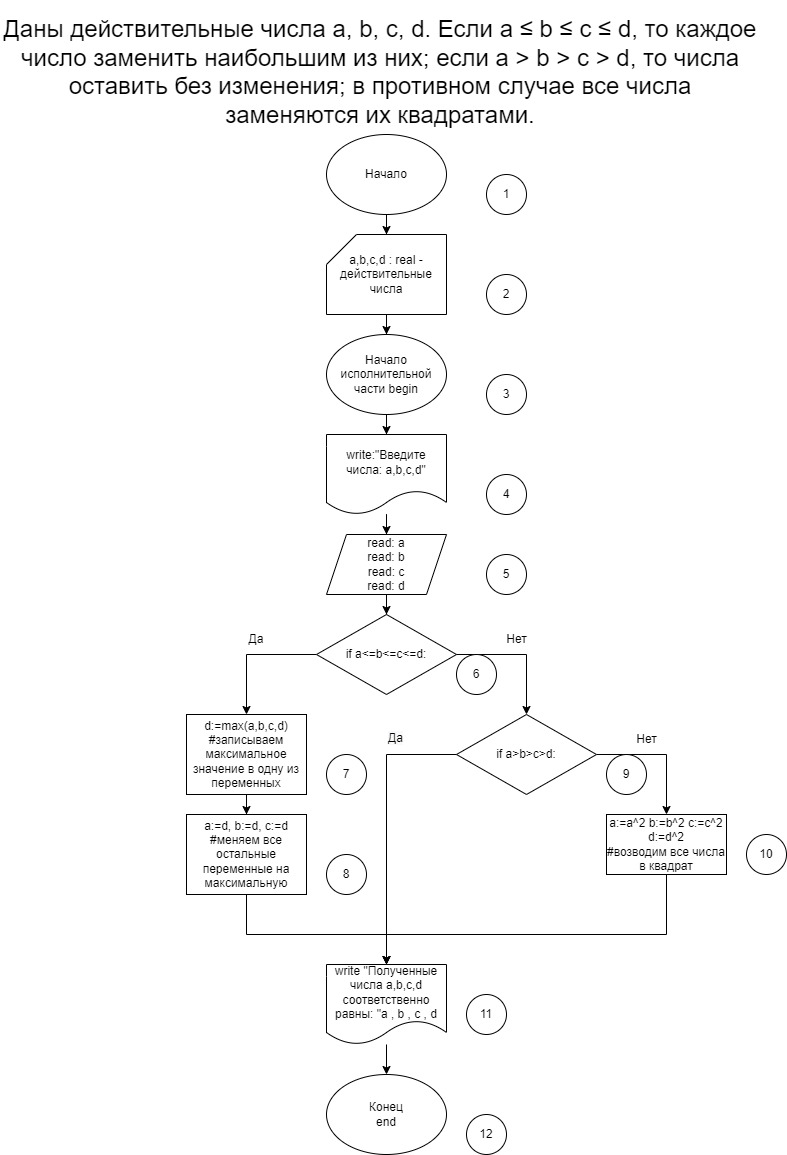 Даны действительные числа a, b, c, d. Если a ≤ b ≤ c ≤ d, то каждое
число заменить наибольшим из них; если a > b > c > d, то числа
оставить без изменения; в противном случае все числа
заменяются их квадратами.
Начало
1
a,b,c,d : real -
действительные
числа
2
Начало
исполнительной
части begin
3
write:"Введите
числа: a,b,c,d"
4
read: a
read: b
read: c
read: d
5
Да
Нет
if a<=b<=c<=d:
6
d:=max(a,b,c,d)
#записываем
максимальное
значение в одну из
переменных
7
Да
Нет
if a>b>c>d:
9
a:=d, b:=d, c:=d
#меняем все
остальные
переменные на
максимальную
8
a:=a^2 b:=b^2 c:=c^2
d:=d^2
#возводим все числа
в квадрат
10
write "Полученные
числа a,b,c,d
соответственно
равны: "a , b , c , d
11
Конец
end
12